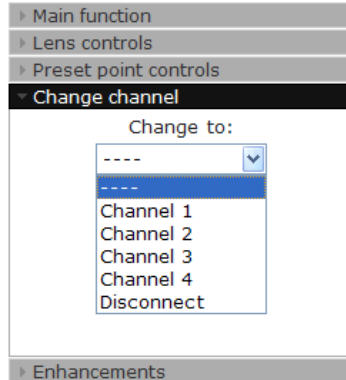 Main function
Lens controls
Preset point controls
Change channel
Change to:
----
----
Channel 1
Channel 2
Channel 3
Channel 4
Disconnect
Enhancements